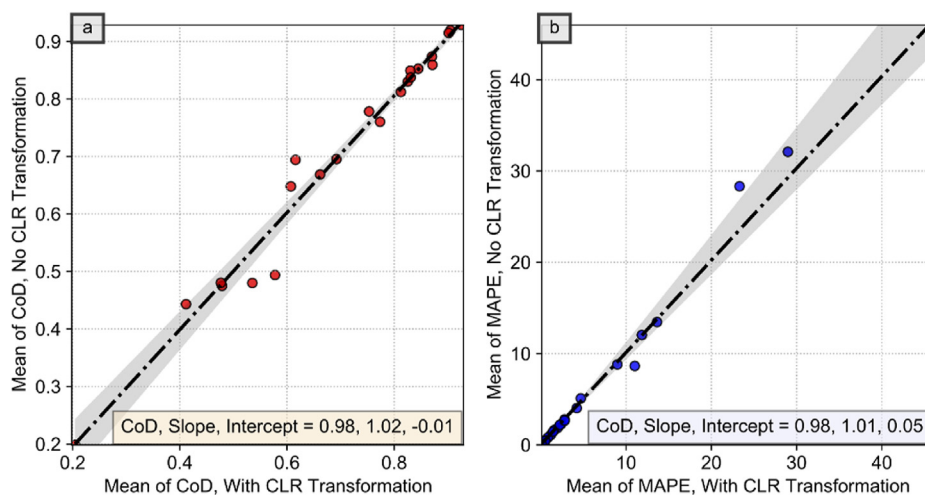 a
0.9
0.8
0.7
0.6
0.5
0.4
0.3
0.2
Mean of CoD, No CLR Transformation
CoD, Slope, Intercept = 0.98, 1.02, -0.01
0.2 0.4 0.6 0.8
Mean of CoD, With CLR Transformation
b
40
30
20
10
0
Mean of MAPE, No CLR Transformation
CoD, Slope, Intercept = 0.98, 1.01, 0.05
10 20 30 40
Mean of MAPE, With CLR Transformation